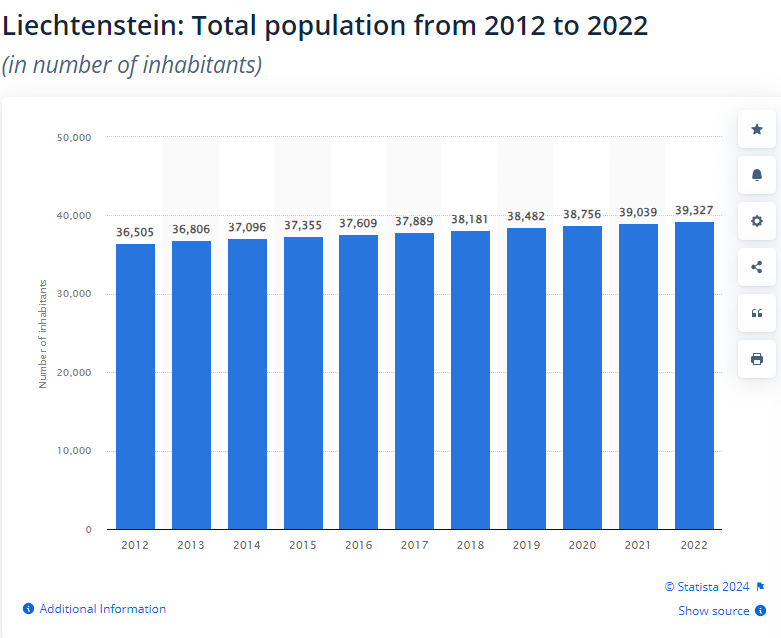 Liechtenstein: Total population from 2012 to 2022
(in number of inhabitants)
50,000
40,000
30,000
20,000
10,000
0
Number of inhabitants
36,505
36,806
37,096
37,355
37,609
37,889
38,181
38,482
38,756
39,039
39,327
2012 2013 2014 2015 2016 2017 2018 2019 2020 2021 2022
© Statista 2024
Additional Information
Show source